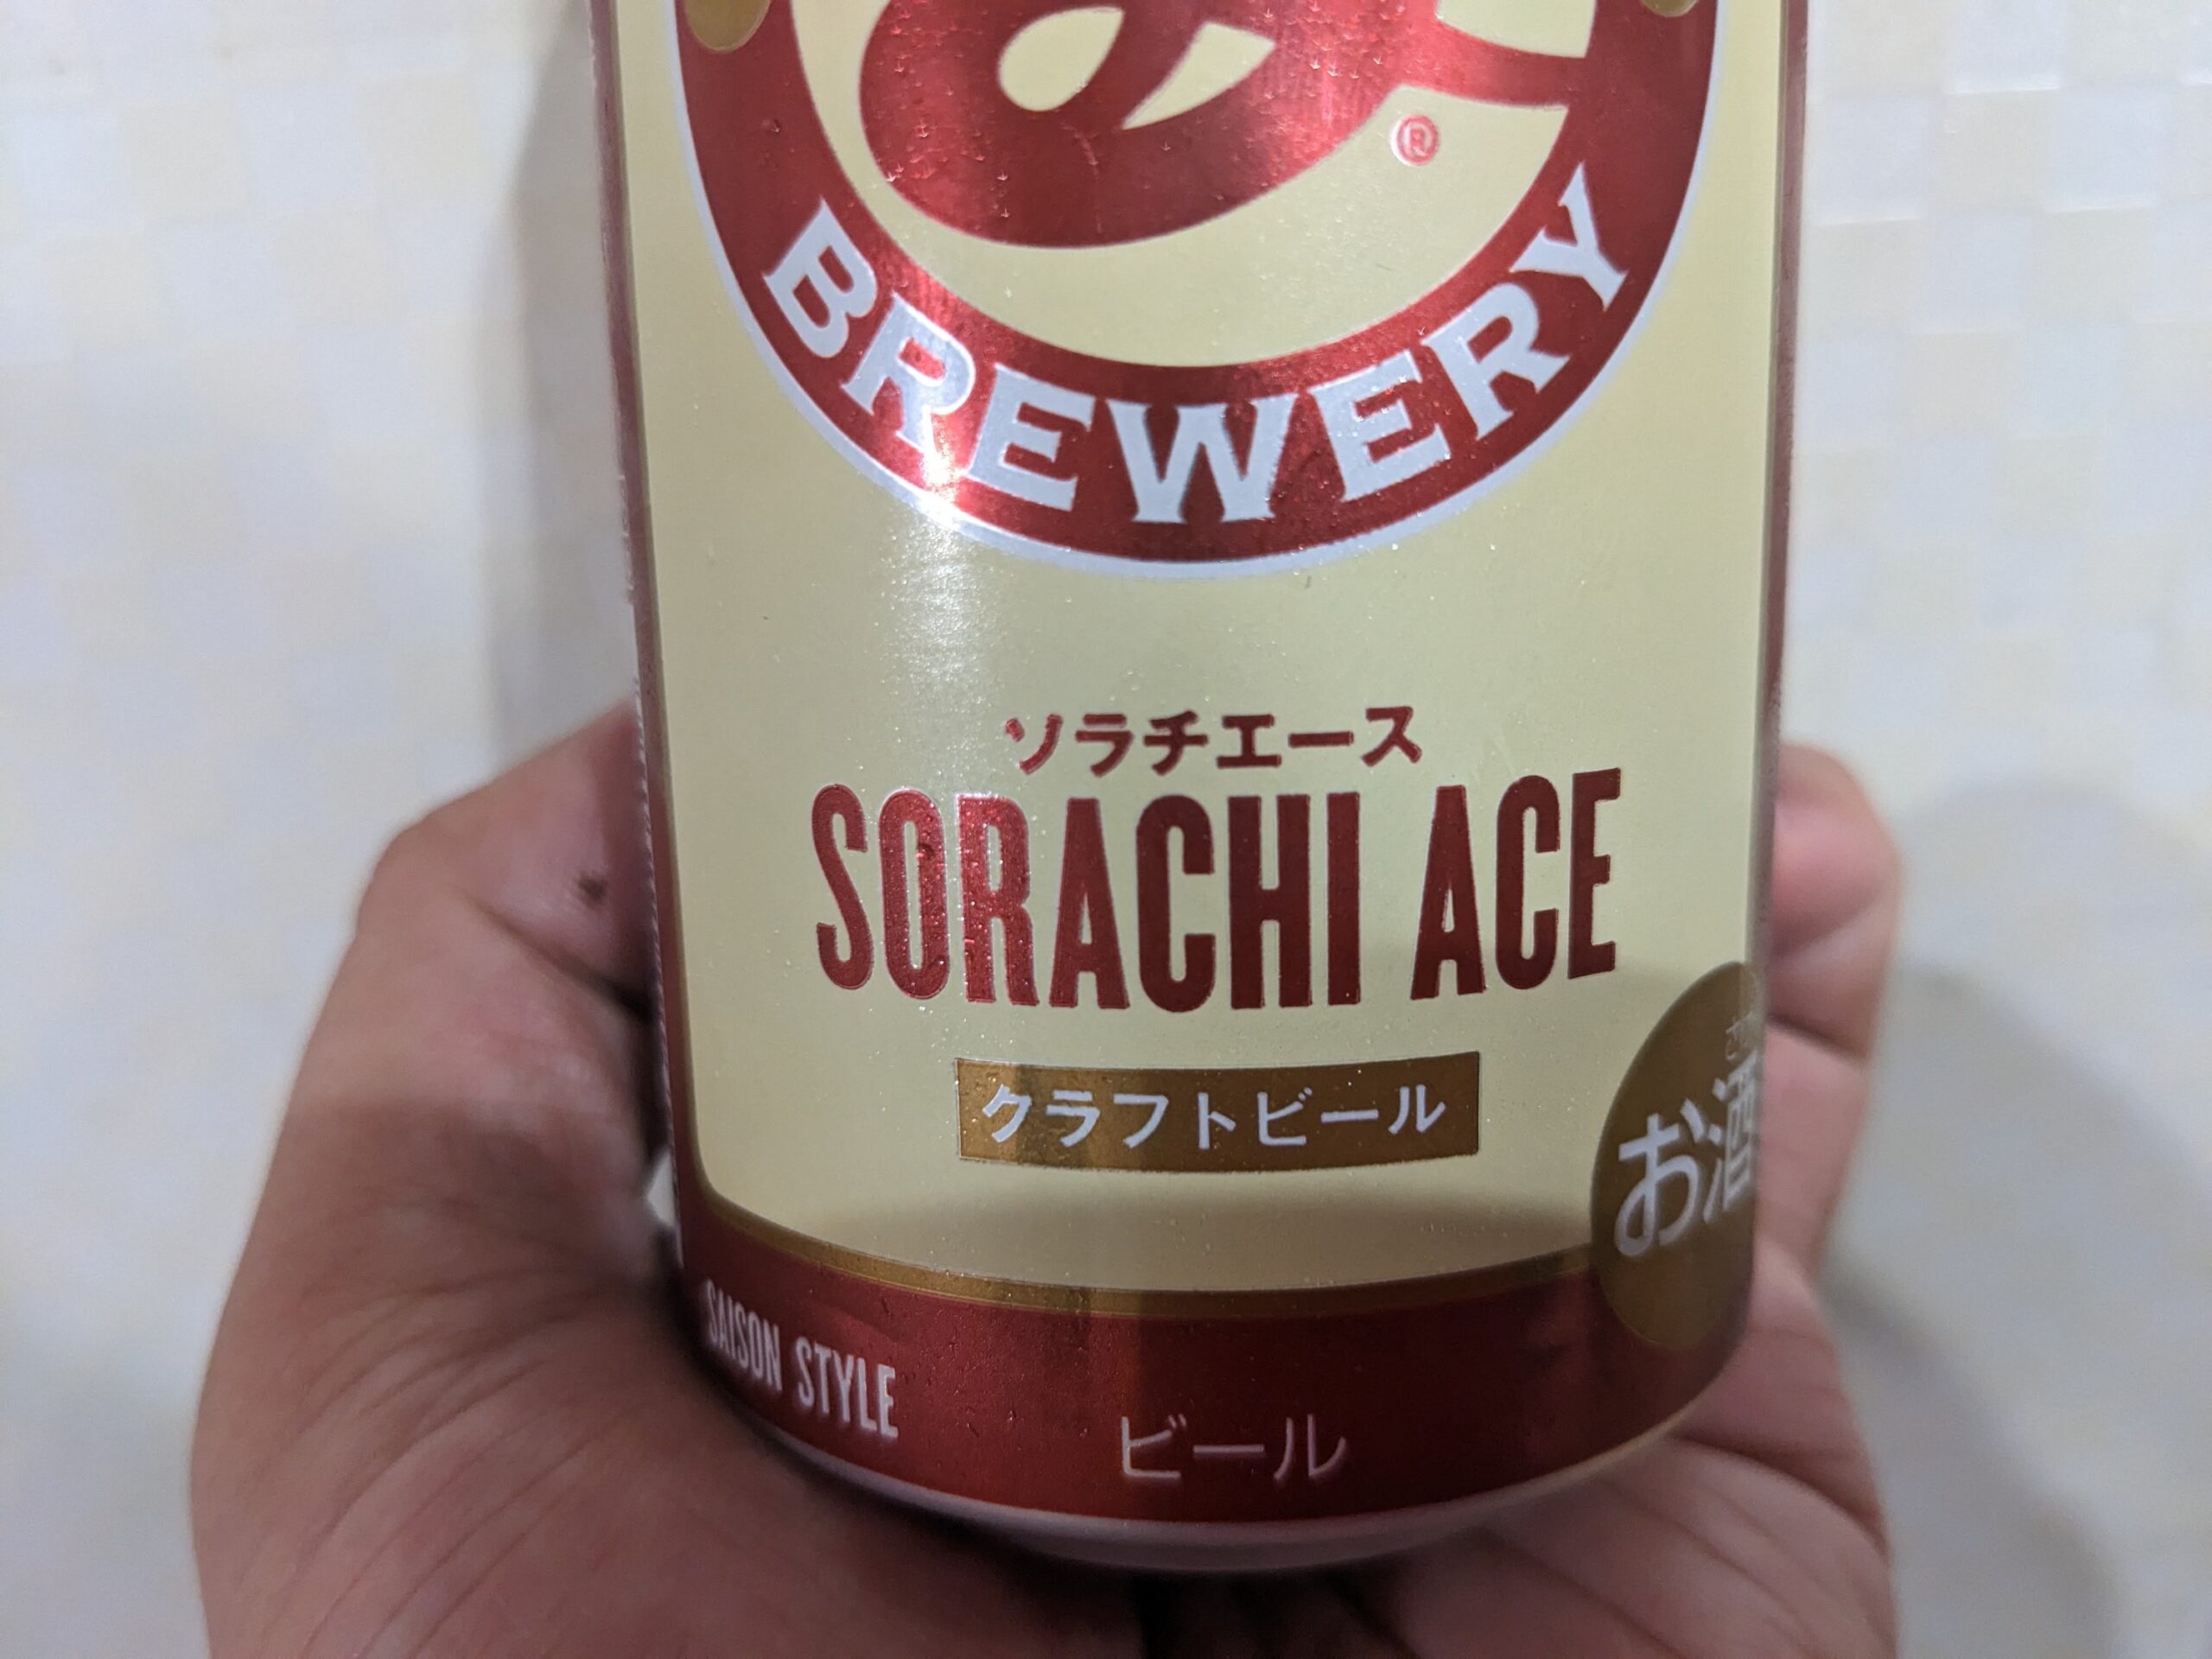 ®
BREWERY
ソラチエース
SORACHI ACE
クラフトビール
お酒
SAISON STYLE
ビール